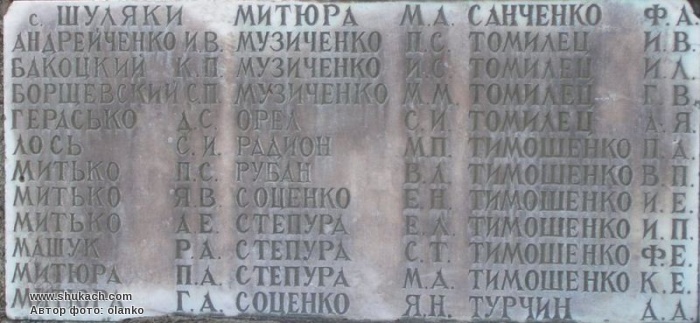 с. ШУЛЯКИ МИТЮРА М.А. САНЧЕНКО Ф.А.
АНДРЕЙЧЕНКО И.В. МУЗИЧЕНКО П.С. ТОМИЛЕЦ И.В.
БАКОЦКИЙ К.П. МУЗИЧЕНКО И.С. ТОМИЛЕЦ И.Л.
БОРЩЕВСКИЙ С.П. МУЗИЧЕНКО М.М. ТОМИЛЕЦ Г.В.
ГЕРАСЬКО Д.С. ОРЕЛ С.И. ТОМИЛЕЦ А.Я.
ЛОСЬ С.И. РАДИОН М.П. ТИМОШЕНКО П.А.
МИТЬКО П.С. РУБАН В.Д. ТИМОШЕНКО В.П.
МИТЬКО Я.В. СОЦЕНКО Е.Н. ТИМОШЕНКО И.Е.
МИТЬКО Д.Е. СТЕПУРА Е.Д. ТИМОШЕНКО И.П.
МАШУК Р.А. СТЕПУРА С.Т. ТИМОШЕНКО Ф.Е.
МИТЮРА П.А. СТЕПУРА М.А. ТИМОШЕНКО К.Е.
Г.А. СОЦЕНКО Я.Н. ТУРЧИН Д.А.
www.shukach.com
Автор фото: olanko